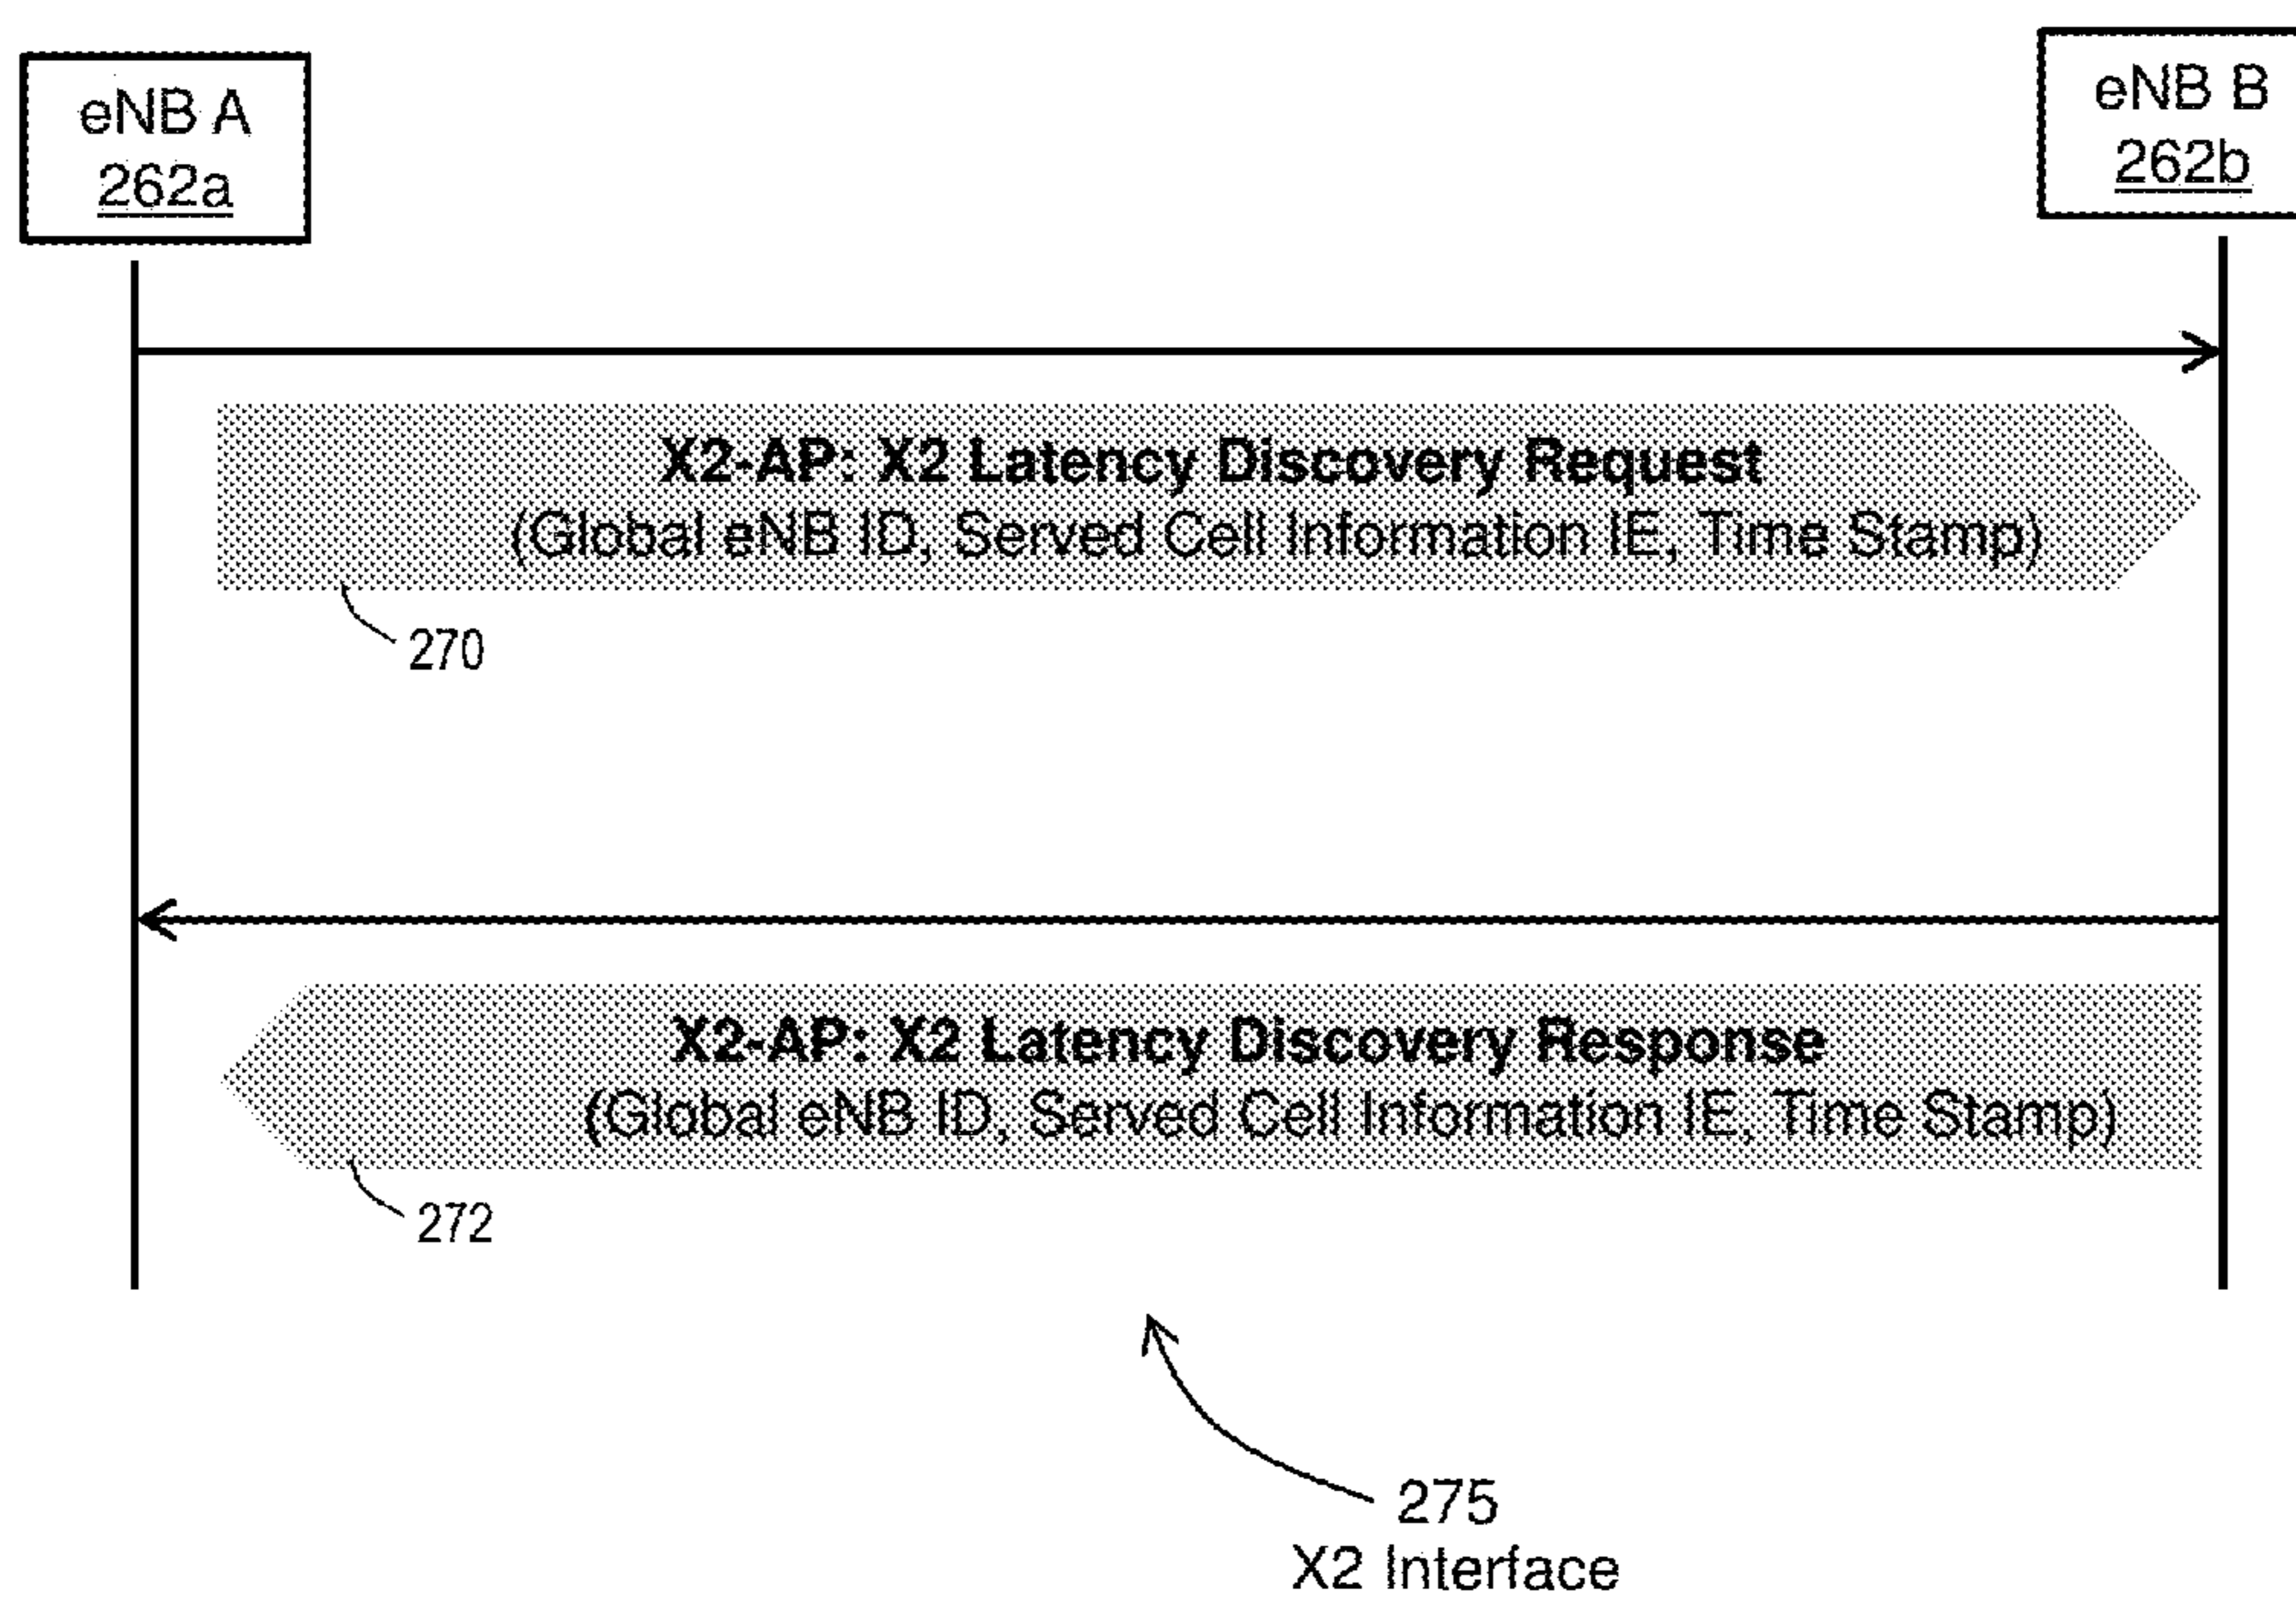 eNB A
262a
eNB B
262b
X2-AP: X2 Latency Discovery Request
(Global eNB ID, Served Cell Information IE, Time Stamp)
270
X2-AP: X2 Latency Discovery Response
(Global eNB ID, Served Cell Information IE, Time Stamp)
272
275
X2 Interface